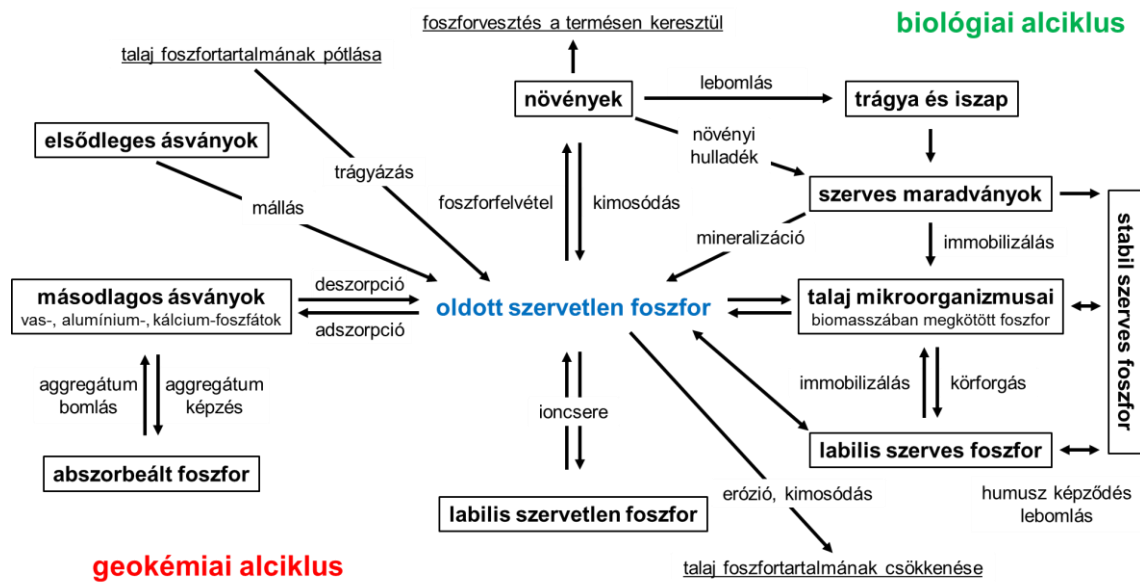 foszforvesztés a termésen keresztül
biológiai alciklus
talaj foszfortartalmának pótlása
lebomlás
növények
trágya és iszap
elsődleges ásványok
növényi
hulladék
trágyázás
szerves maradványok
foszforfelvétel
kimosódás
mállás
mineralizáció
immobilizálás
stabil szerves foszfor
deszorpció
másodlagos ásványok
vas-, alumínium-, kálcium-foszfátok
oldott szervetlen foszfor
talaj mikroorganizmusai
biomasszában megkötött foszfor
adszorpció
aggregátum
bomlás
aggregátum
képzés
immobilizálás
körforgás
ioncsere
abszorbeált foszfor
labilis szerves foszfor
erózió, kimosódás
humusz képződés
lebomlás
labilis szervetlen foszfor
geokémiai alciklus
talaj foszfortartalmának csökkenése